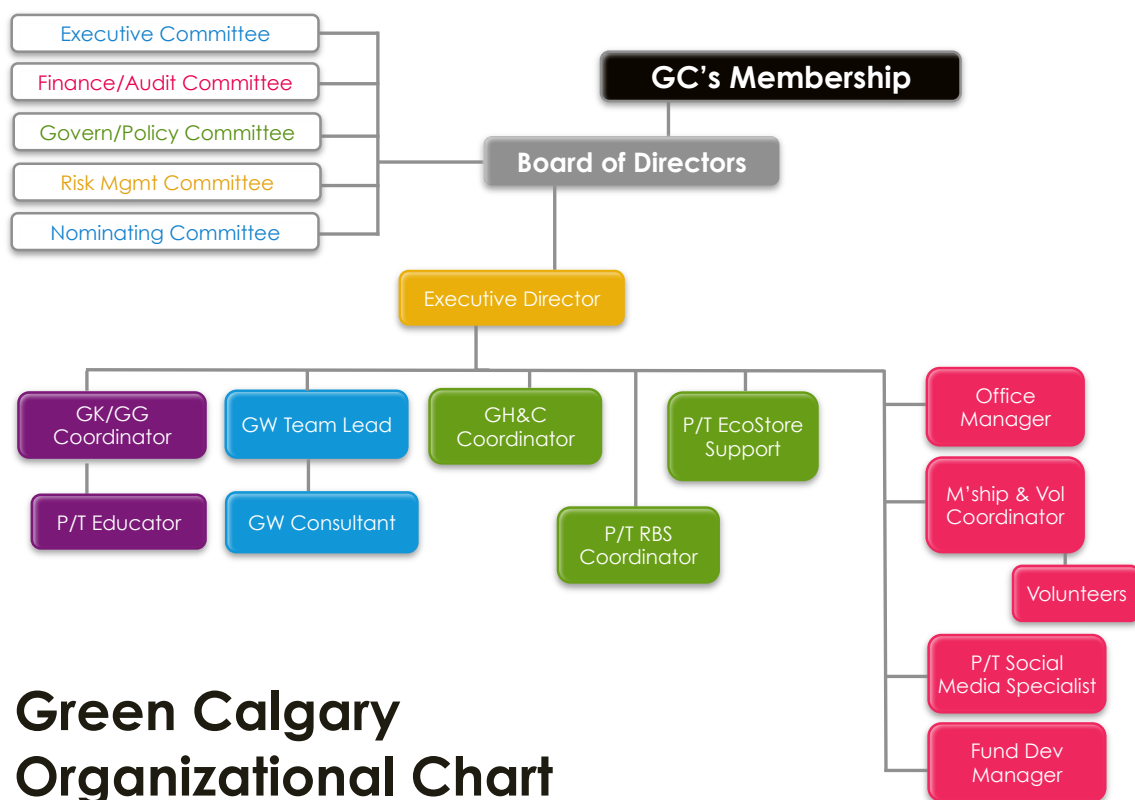 Executive Committee
Finance/Audit Committee
Govern/Policy Committee
Risk Mgmt Committee
Nominating Committee
GC's Membership
Board of Directors
Executive Director
GK/GG
Coordinator
P/T Educator
GW Team Lead
GW Consultant
GH&C
Coordinator
P/T RBS
Coordinator
P/T EcoStore
Support
Office
Manager
M'ship & Vol
Coordinator
Volunteers
P/T Social
Media Specialist
Fund Dev
Manager
Green Calgary
Organizational Chart